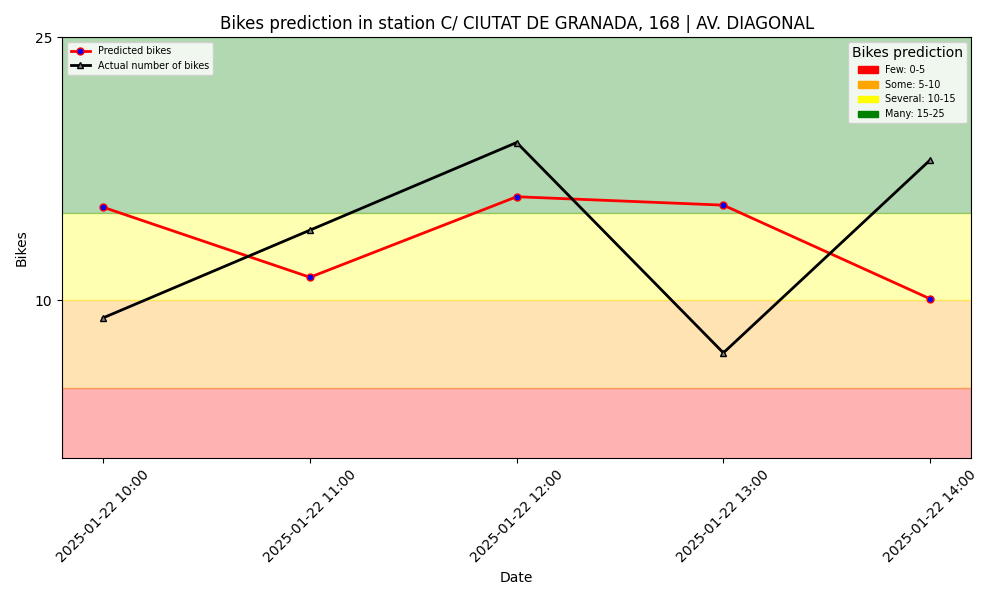 Bikes prediction in station C/ CIUTAT DE GRANADA, 168 | AV. DIAGONAL
25
10
Bikes
Predicted bikes
Actual number of bikes
Bikes prediction
Few: 0-5
Some: 5-10
Several: 10-15
Many: 15-25
2025-01-22 10:00
2025-01-22 11:00
2025-01-22 12:00
2025-01-22 13:00
2025-01-22 14:00
Date